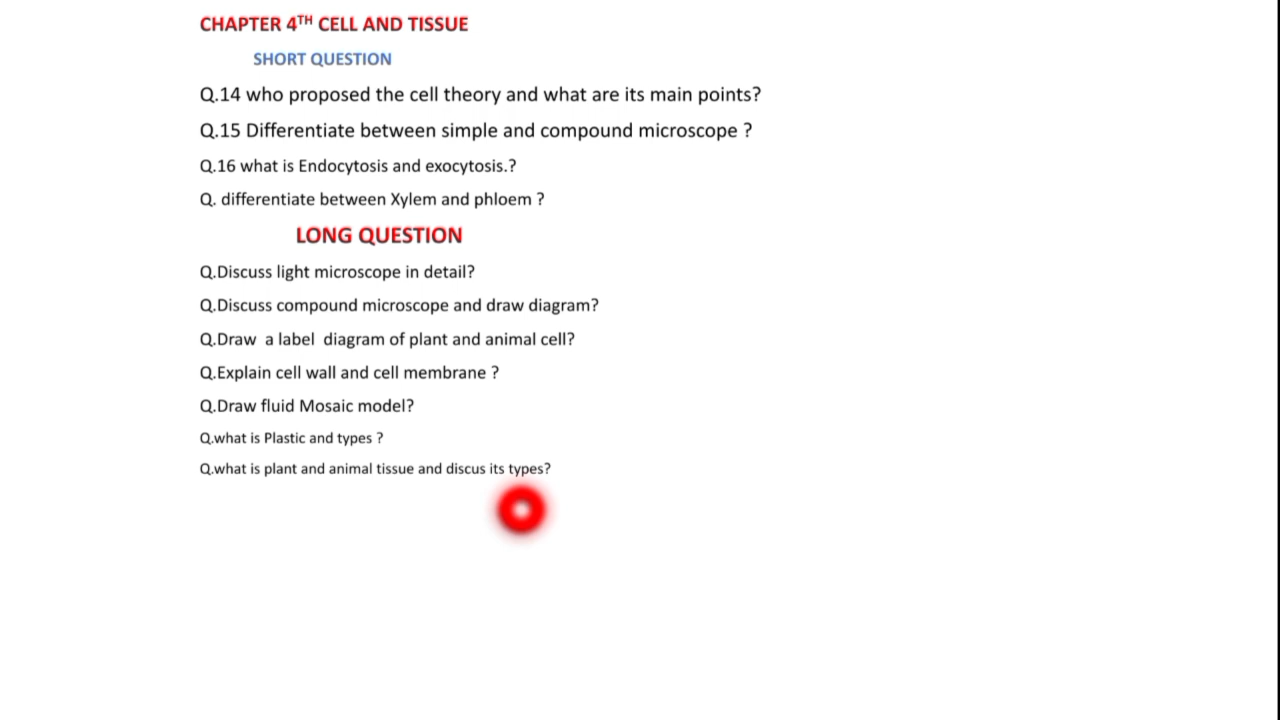 CHAPTER 4TH CELL AND TISSUE
SHORT QUESTION
Q.14 who proposed the cell theory and what are its main points?
Q.15 Differentiate between simple and compound microscope ?
Q.16 what is Endocytosis and exocytosis.?
Q. differentiate between Xylem and phloem ?
LONG QUESTION
Q.Discuss light microscope in detail?
Q.Discuss compound microscope and draw diagram?
Q.Draw a label diagram of plant and animal cell?
Q.Explain cell wall and cell membrane ?
Q.Draw fluid Mosaic model?
Q.what is Plastic and types ?
Q.what is plant and animal tissue and discus its types?